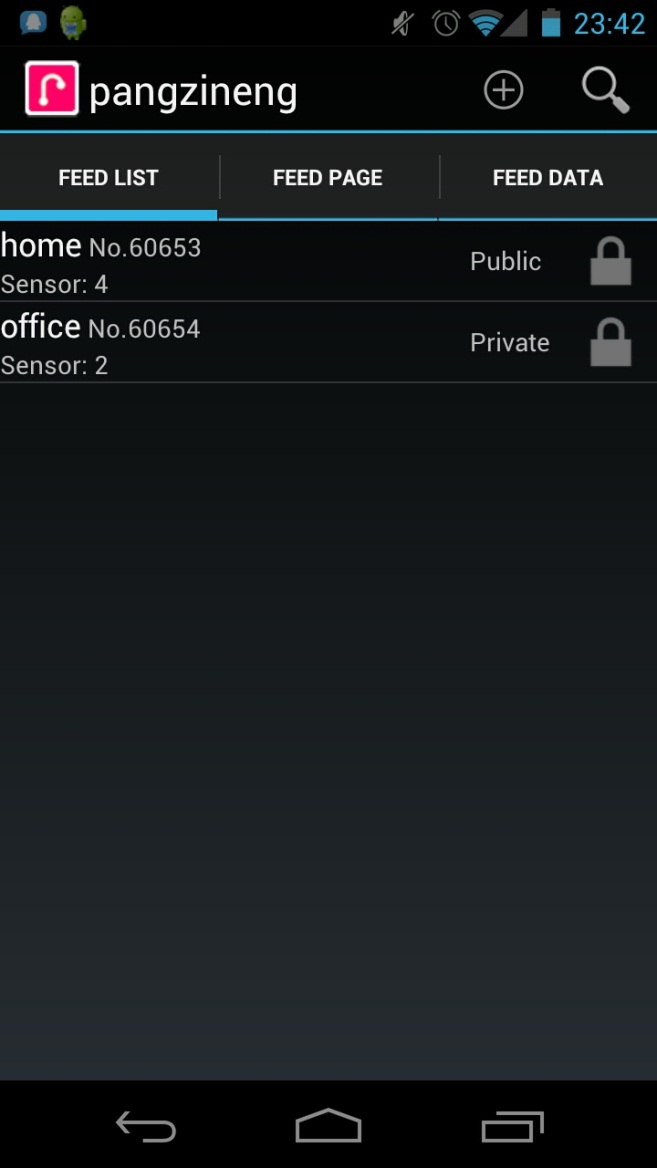 23:42
pangzineng
FEED LIST
FEED PAGE
FEED DATA
home No.60653
Public
Sensor: 4
office No.60654
Private
Sensor: 2